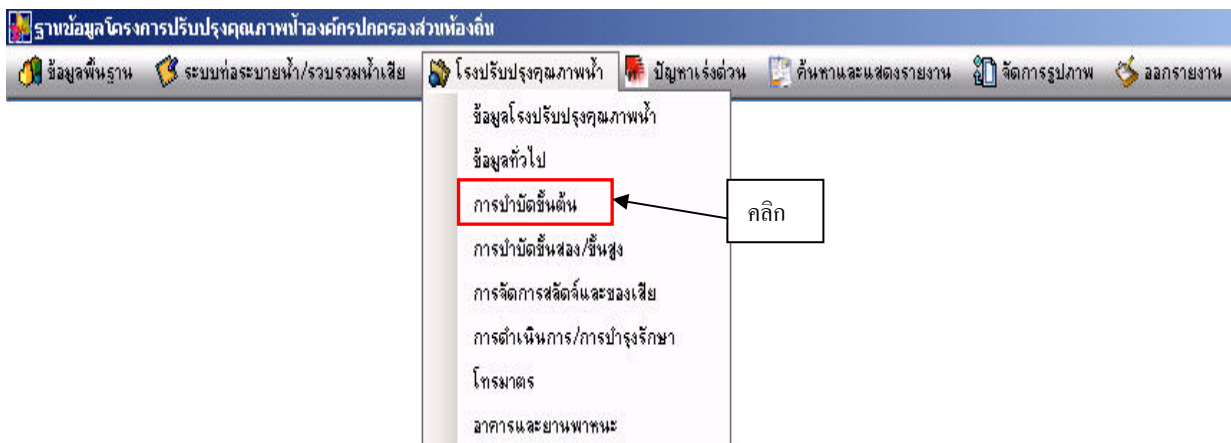 ฐานข้อมูลโครงการปรับปรุงคุณภาพน้ำองค์กรปกครองส่วนท้องถิ่น
ข้อมูลพื้นฐาน ระบบท่อระบายน้ำ/รวบรวมน้ำเสีย โรงปรับปรุงคุณภาพน้ำ ปัญหาเร่งด่วน ค้นหาและแสดงรายงาน จัดการรูปภาพ ออกรายงาน
ข้อมูลโรงปรับปรุงคุณภาพน้ำ
ข้อมูลทั่วไป
การบำบัดขั้นต้น
คลิก
การบำบัดขั้นสอง/ขั้นสูง
การจัดการสลัดจ์และของเสีย
การดำเนินการ/การบำรุงรักษา
โทรมาตร
อาคารและยานพาหนะ